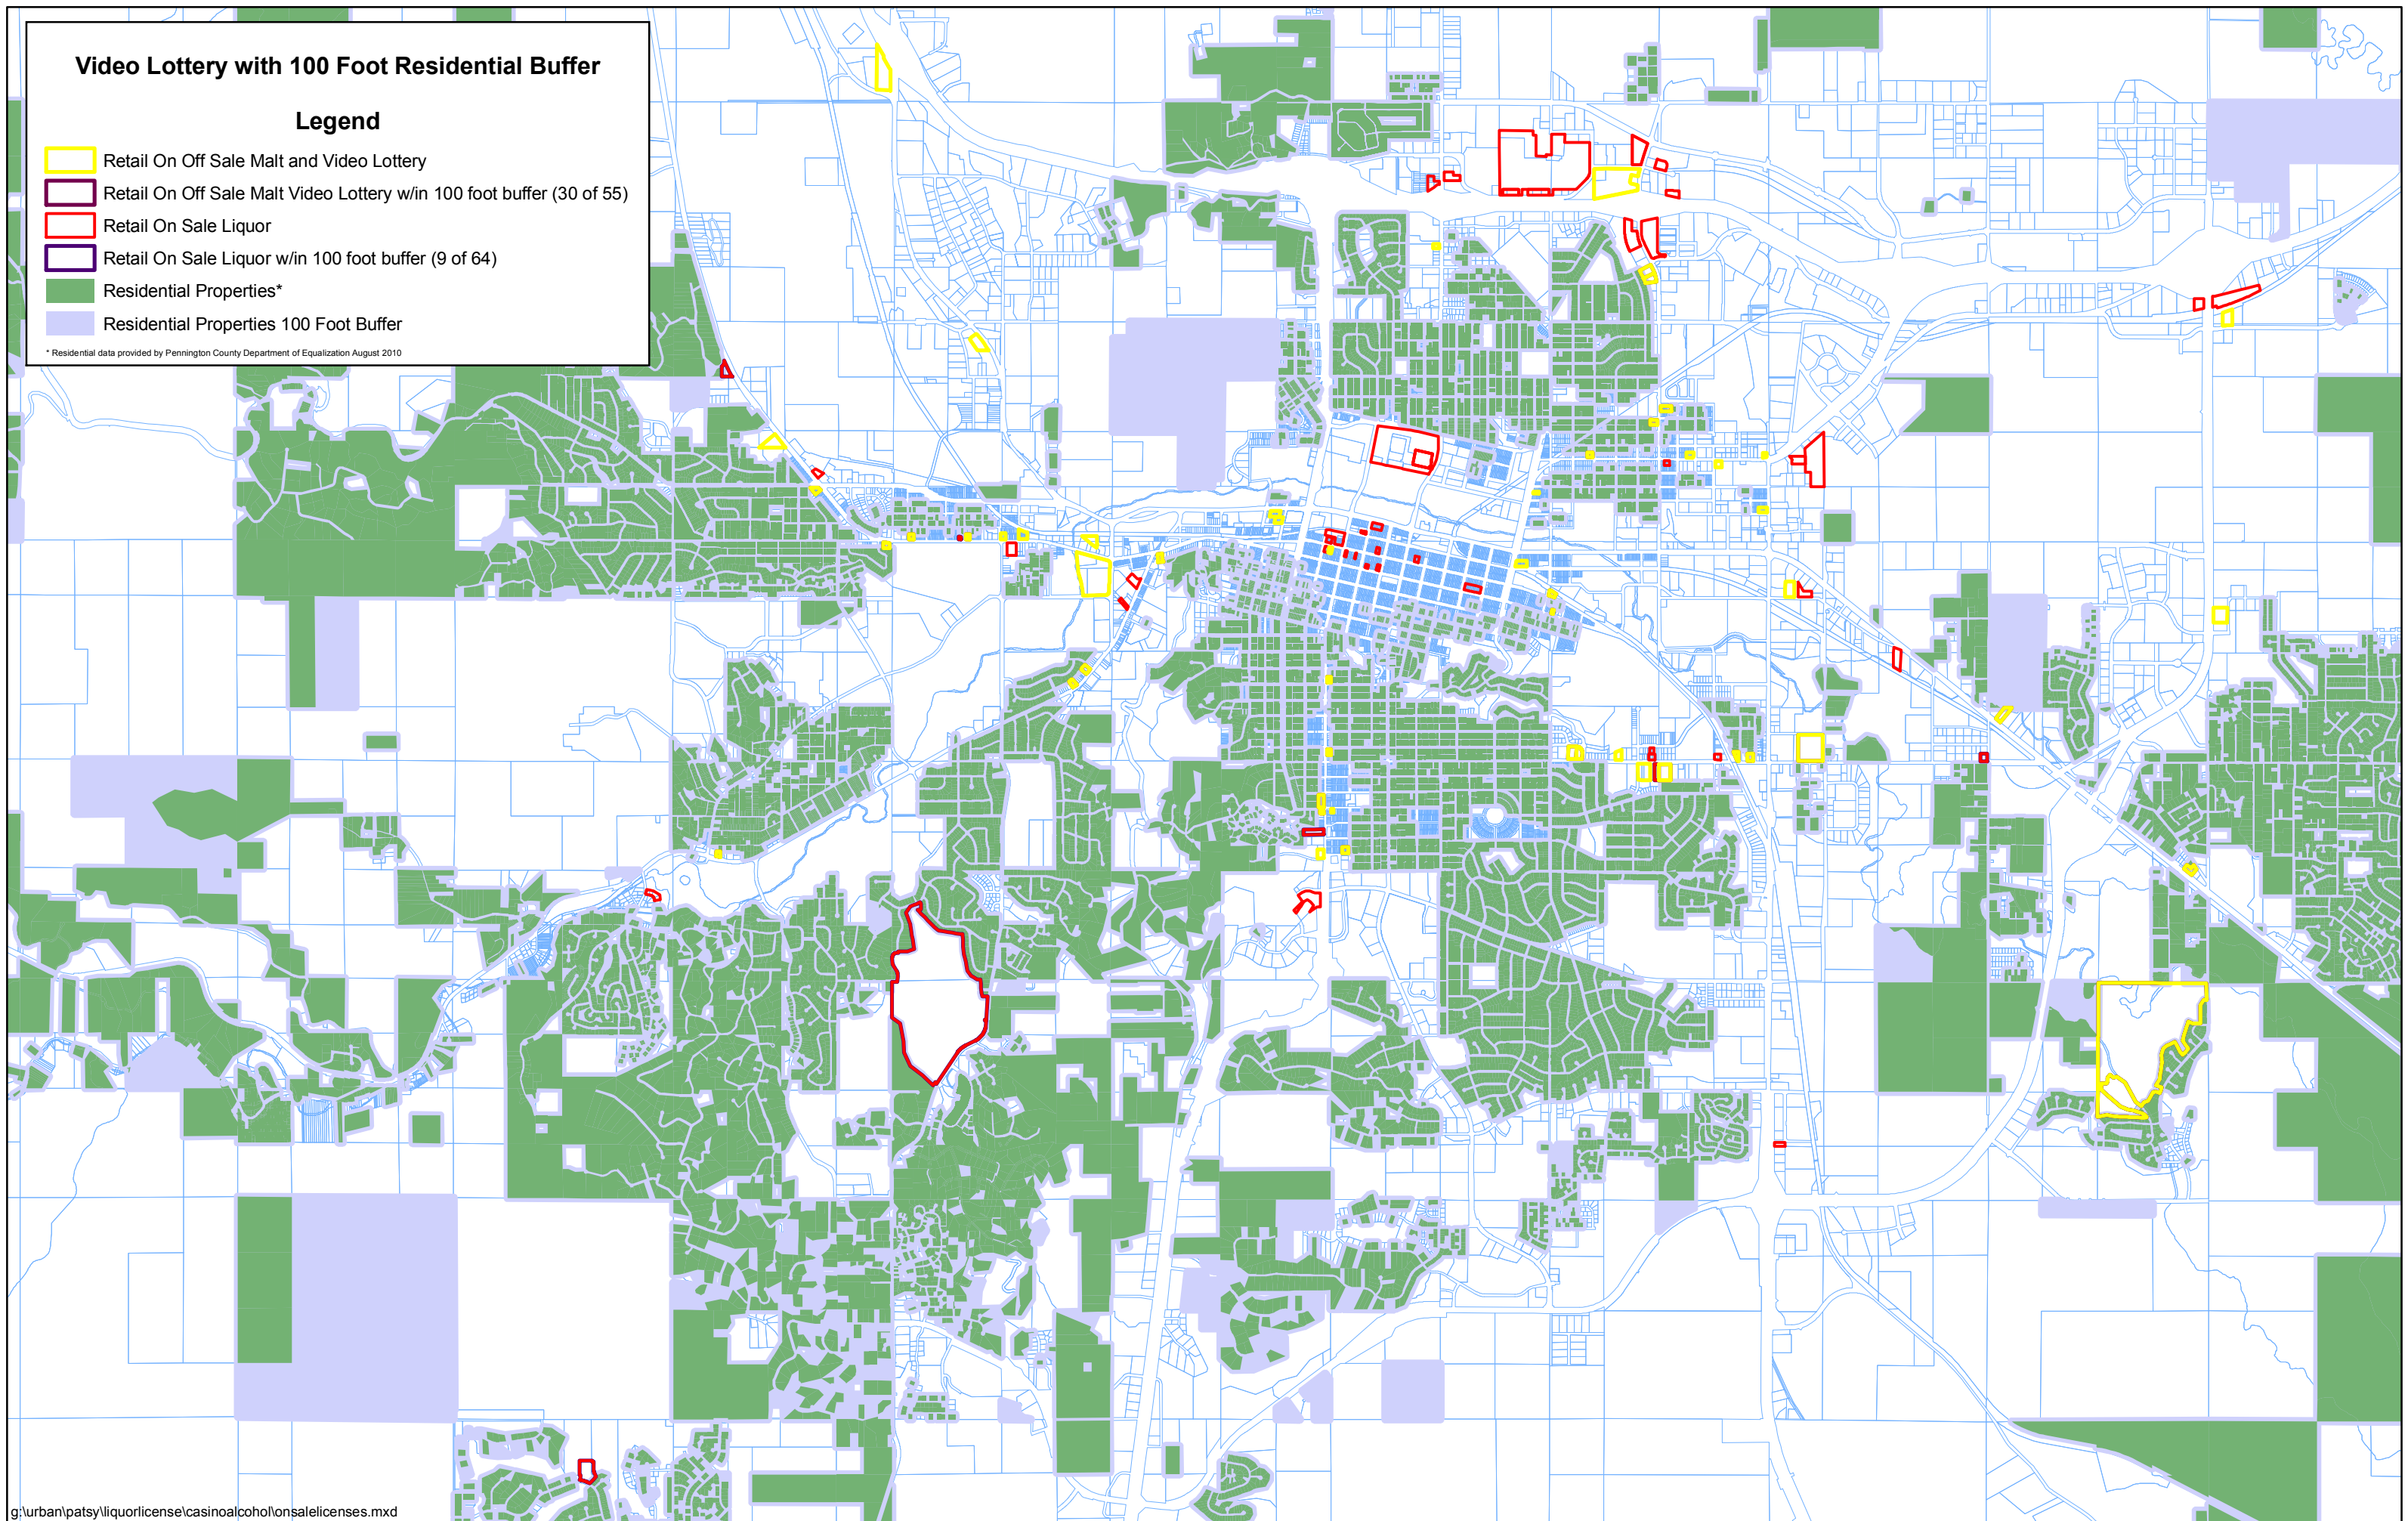 Video Lottery with 100 Foot Residential Buffer
Legend
Retail On Off Sale Malt and Video Lottery
Retail On Off Sale Malt Video Lottery w/in 100 foot buffer (30 of 55)
Retail On Sale Liquor
Retail On Sale Liquor w/in 100 foot buffer (9 of 64)
Residential Properties*
Residential Properties 100 Foot Buffer
* Residential data provided by Pennington County Department of Equalization August 2010
g:\urban\patsy\liquorlicense\casinoalcohol\onsalelicenses.mxd